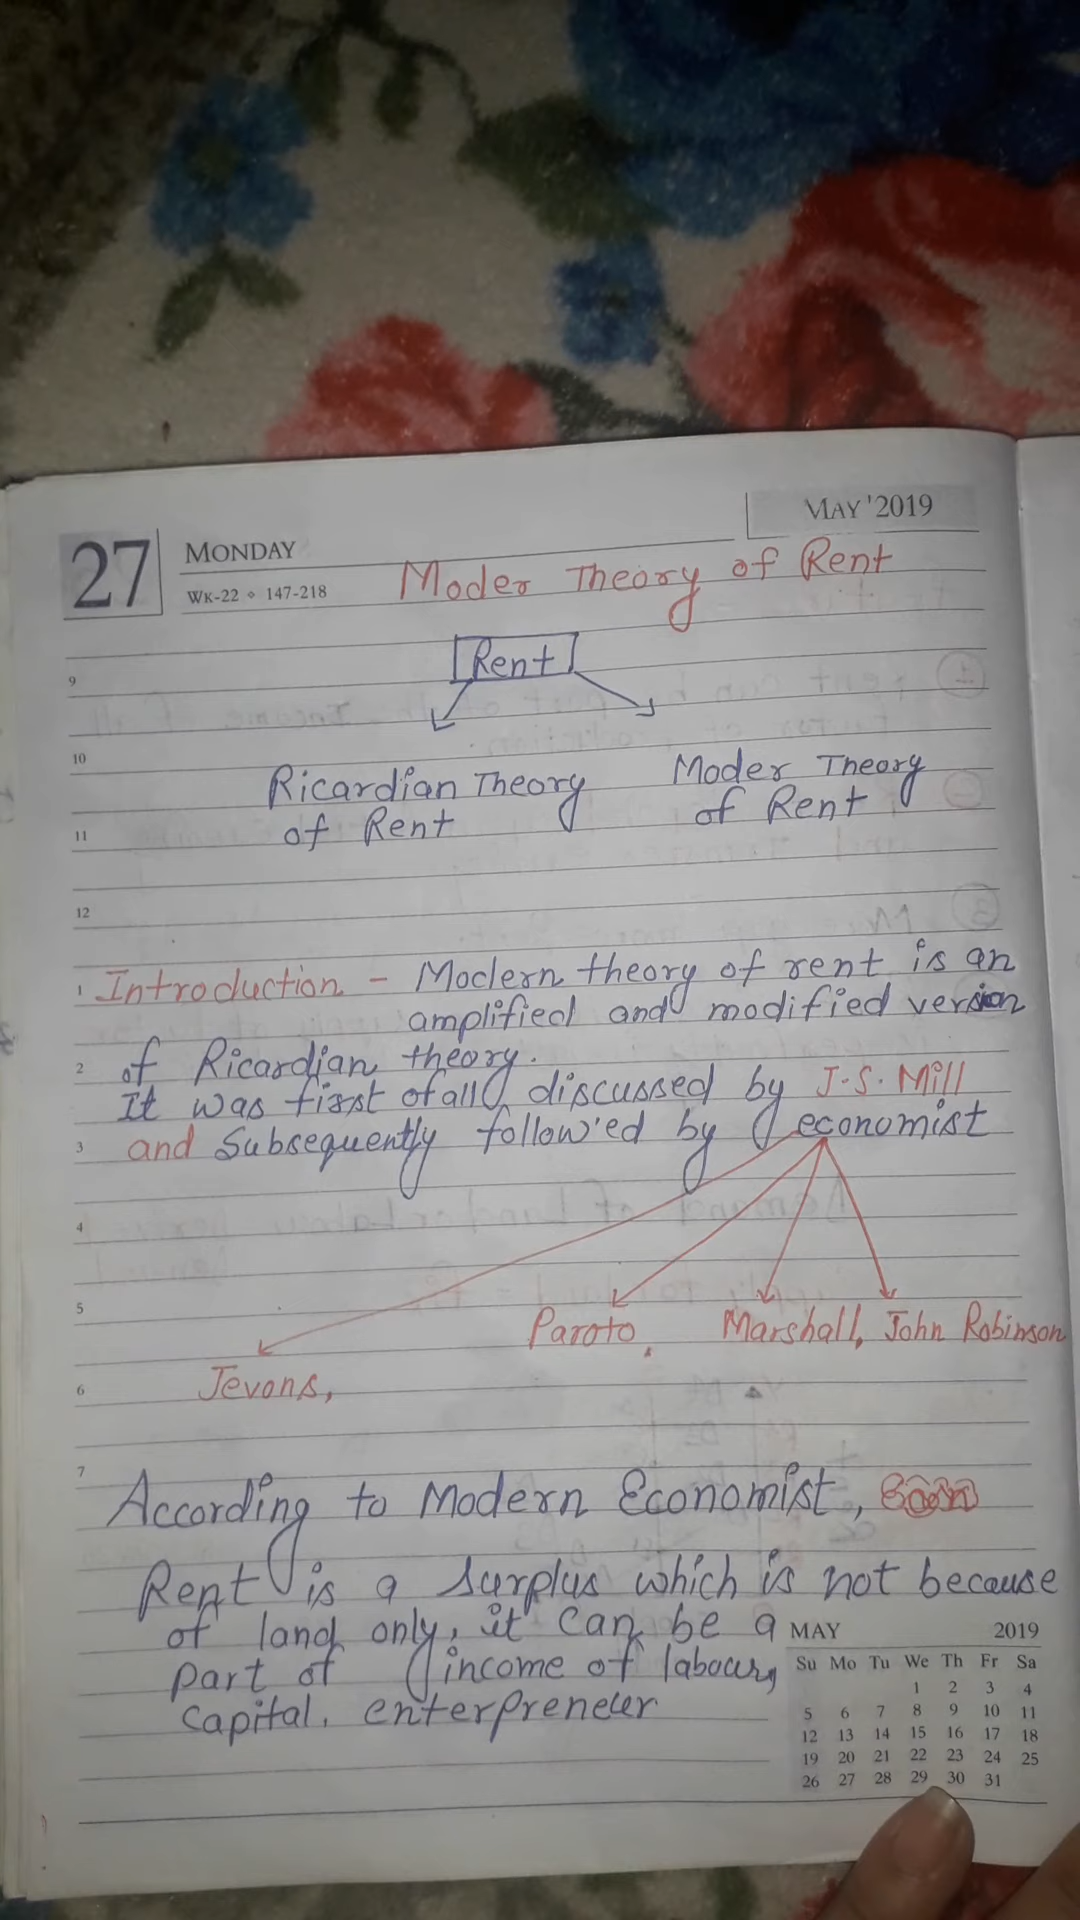 27
MONDAY
MAY '2019
WK-22 ⋄ 147-218
Moder Theory of Rent
Rent
9
10
Ricardian Theory
of Rent
Moder Theory
of Rent
11
12
1 Introduction - Modern theory of rent is an
amplified and modified version
2 of Ricardian theory.
It was first of all discussed by J.S. Mill
3 and Subsequently follow'ed by economist
4
5
Paroto, Marshall, John Robinson
6 Jevons,
7
According to Modern Economist,
Rent is a surplus which is not because
of land only, it can be a
part of income of labour,
capital, enterpreneur
MAY 2019
Su Mo Tu We Th Fr Sa
1 2 3 4
5 6 7 8 9 10 11
12 13 14 15 16 17 18
19 20 21 22 23 24 25
26 27 28 29 30 31